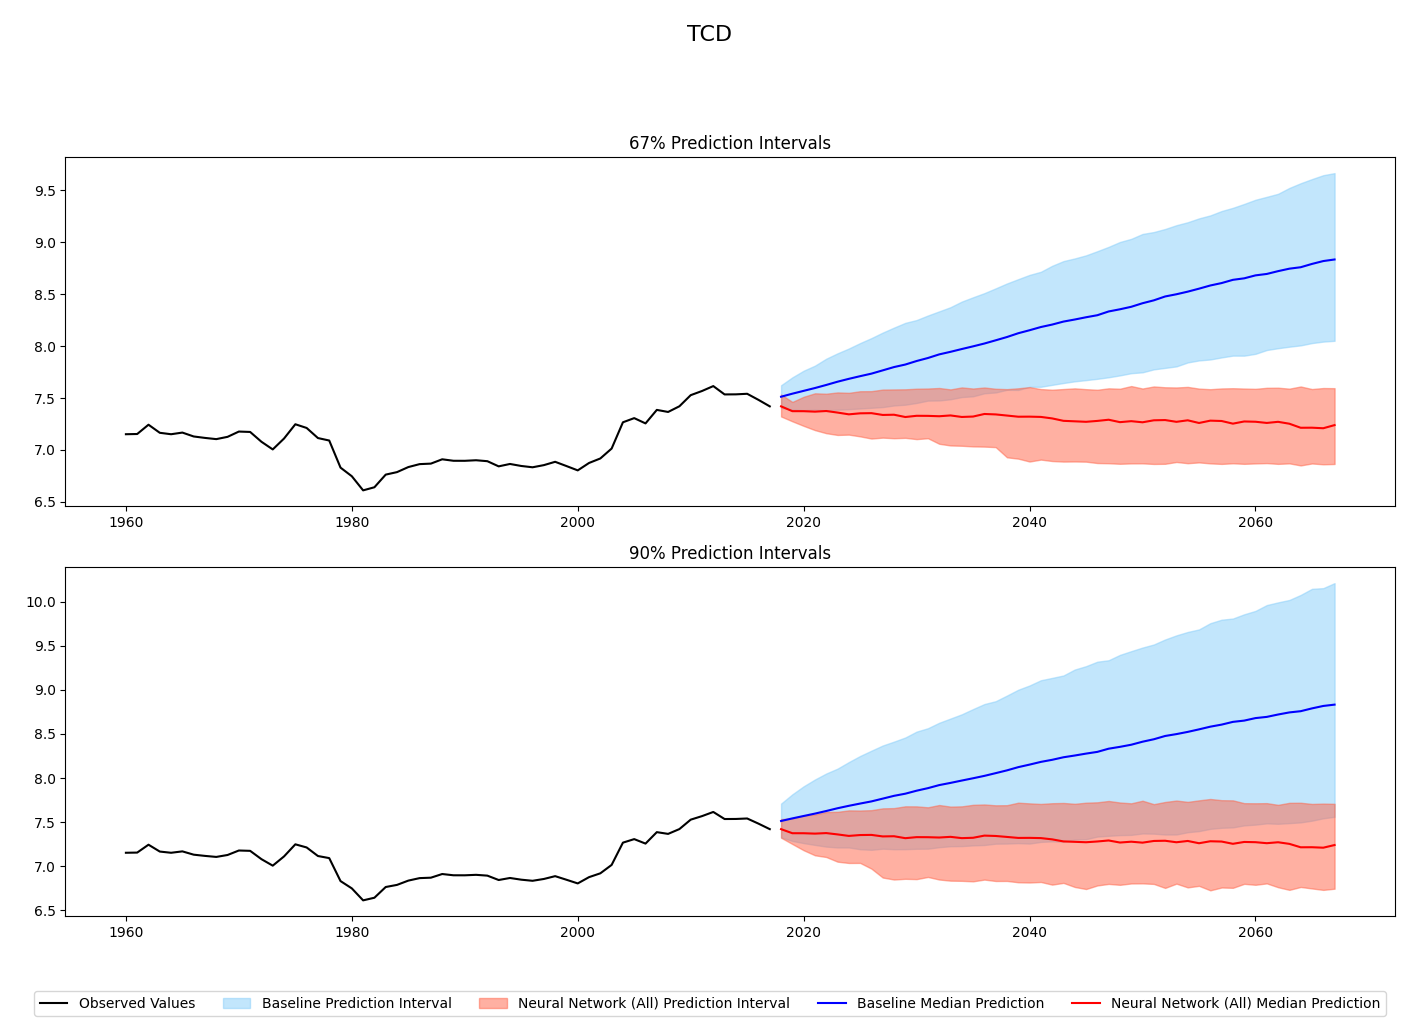 TCD
67% Prediction Intervals
9.5
9.0
8.5
8.0
7.5
7.0
6.5
1960 1980 2000 2020 2040 2060
90% Prediction Intervals
10.0
9.5
9.0
8.5
8.0
7.5
7.0
6.5
1960 1980 2000 2020 2040 2060
Observed Values Baseline Prediction Interval Neural Network (All) Prediction Interval Baseline Median Prediction Neural Network (All) Median Prediction